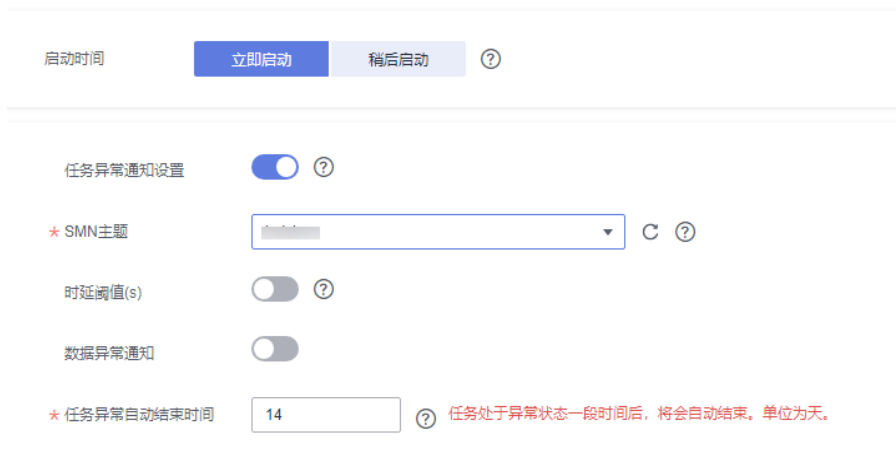 启动时间 立即启动 稍后启动 ?
任务异常通知设置 ?
* SMN主题 ?
时延阈值(s) ?
数据异常通知
* 任务异常自动结束时间 14 ? 任务处于异常状态一段时间后，将会自动结束。单位为天。